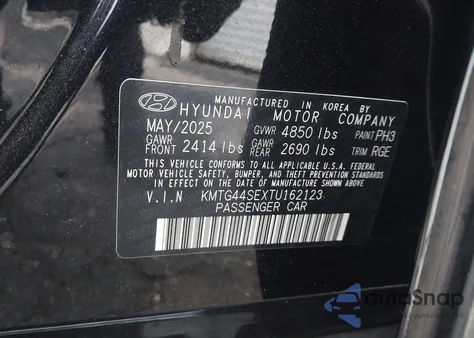 MANUFACTURED IN KOREA BY
HYUNDAI MOTOR COMPANY
MAY/2025 GVWR 4850 lbs PAINT PH3
GAWR FRONT 2414 lbs GAWR REAR 2690 lbs TRIM RGE
THIS VEHICLE CONFORMS TO ALL APPLICABLE U.S.A. FEDERAL
MOTOR VEHICLE SAFETY, BUMPER, AND THEFT PREVENTION STANDARDS
IN EFFECT ON THE DATE OF MANUFACTURE SHOWN ABOVE.
V.I.N KMTG44SEXTU162123
PASSENGER CAR
AuraSnap